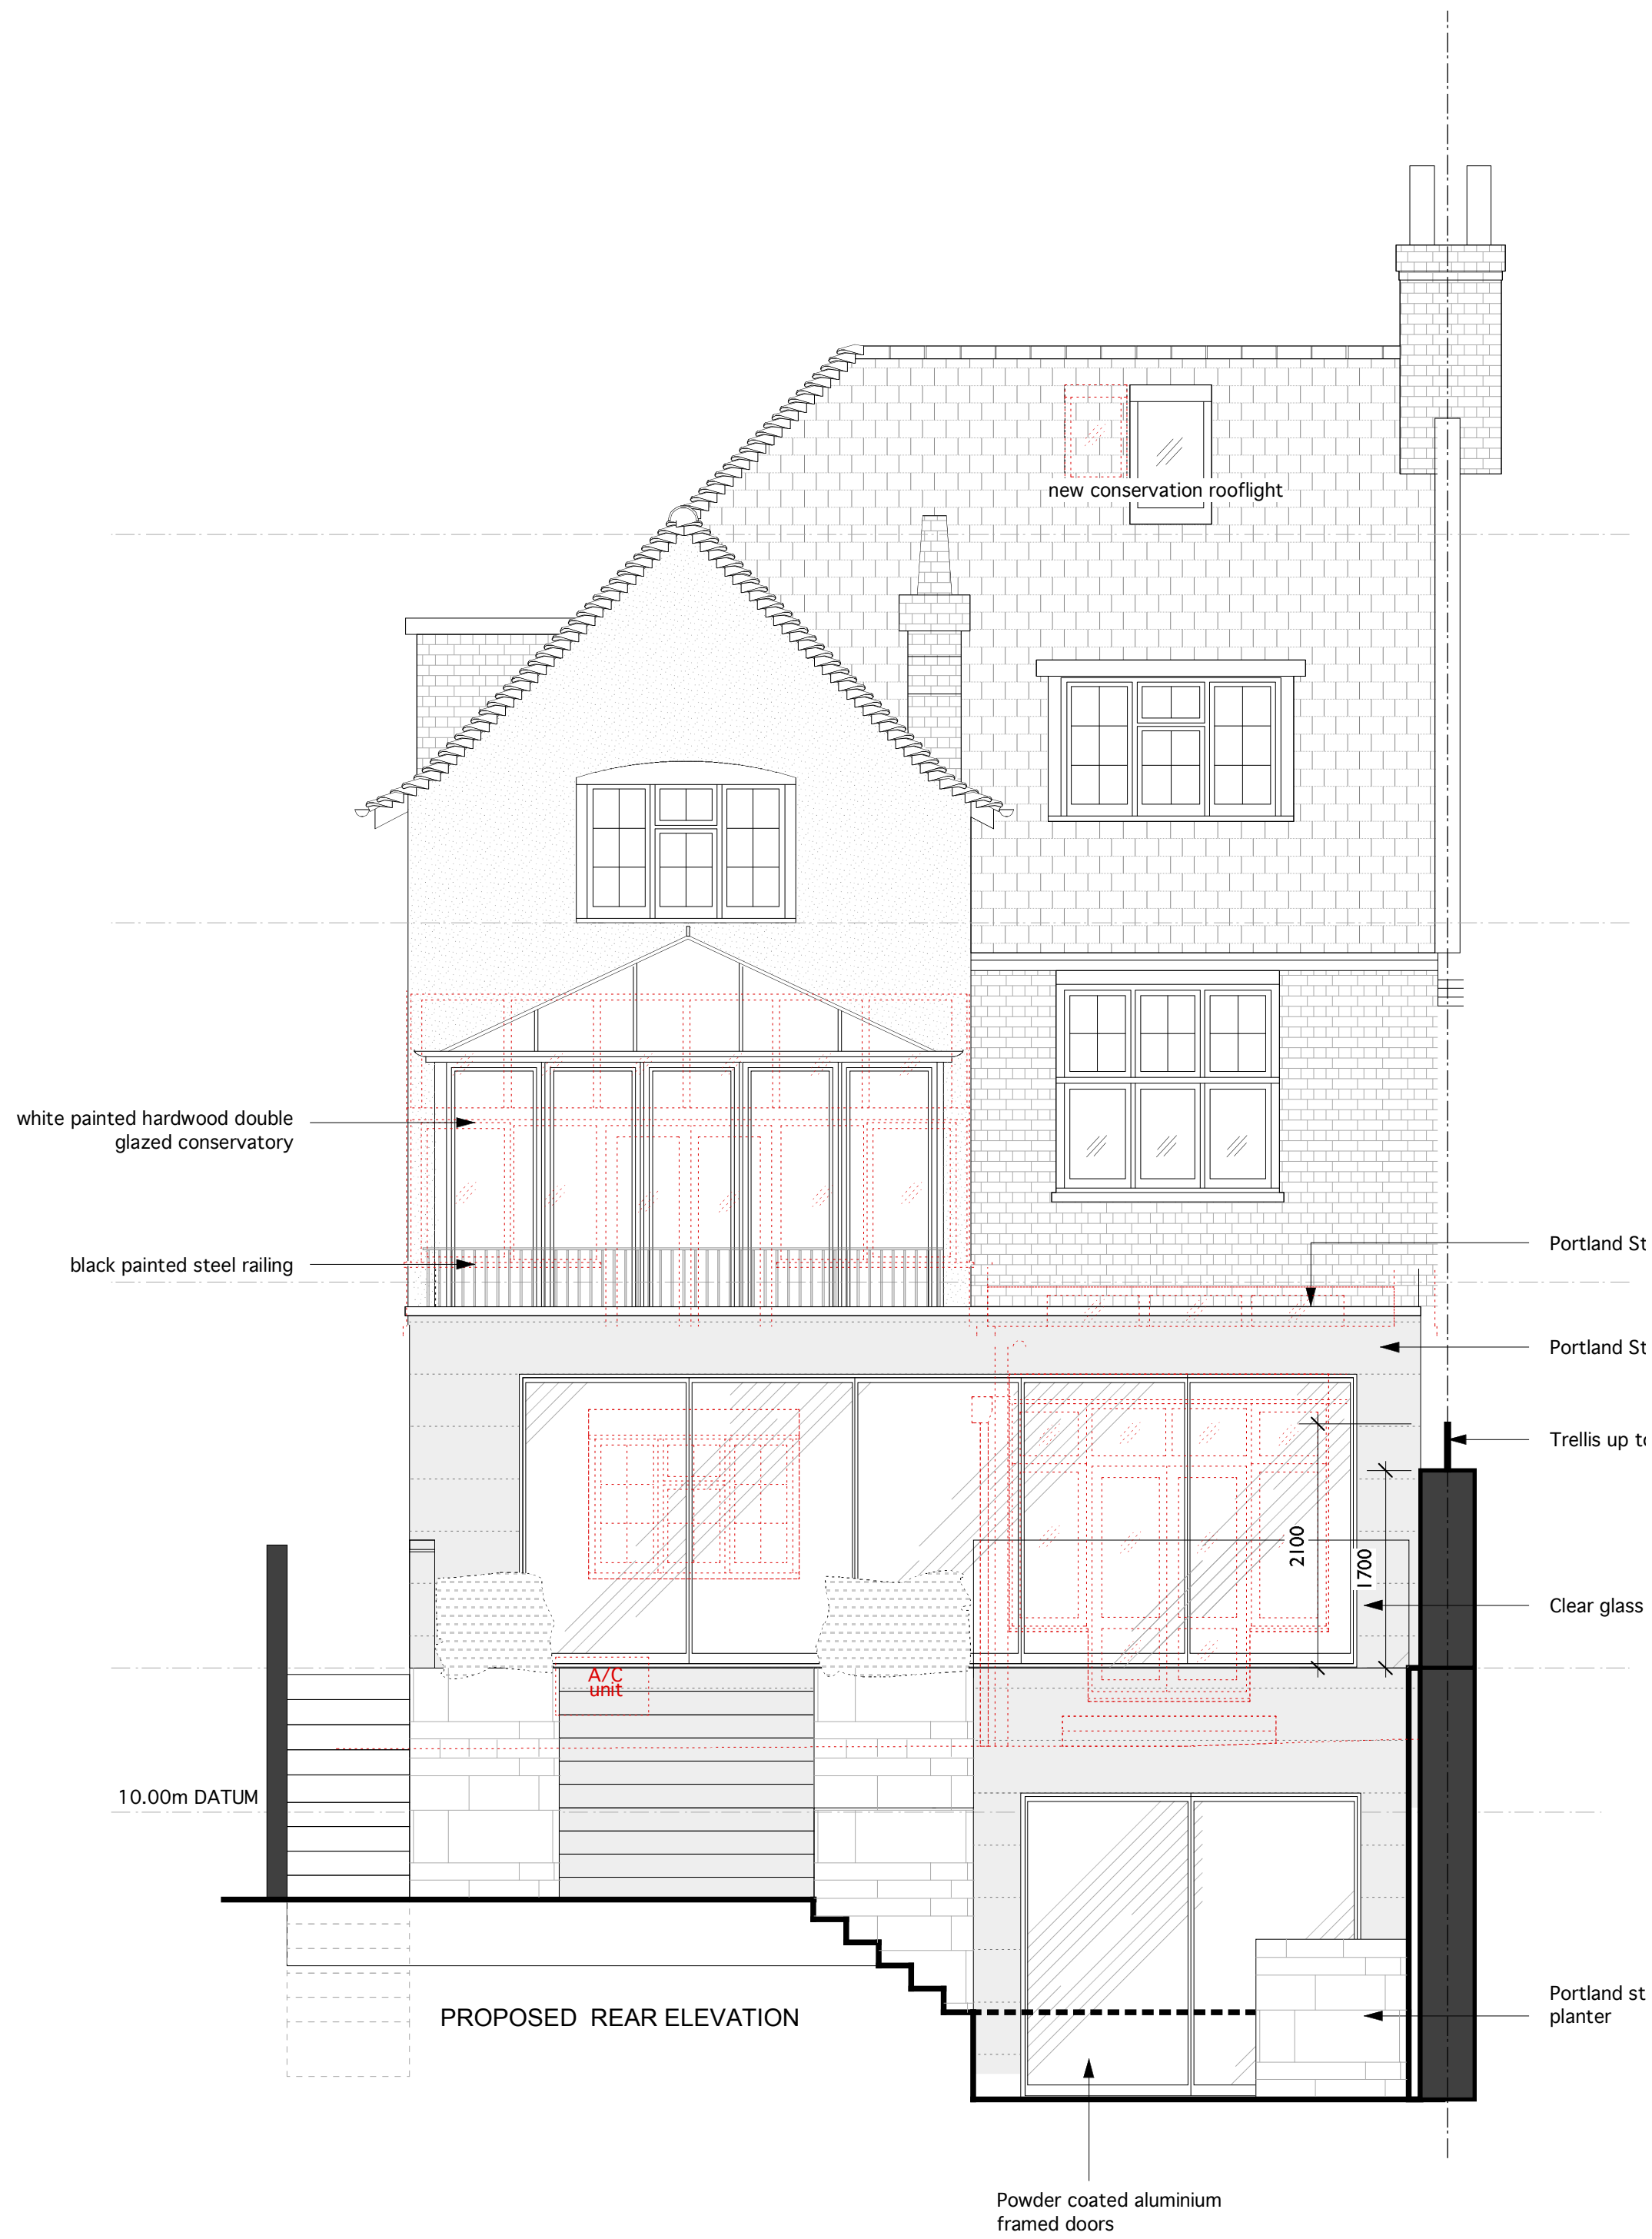 new conservation rooflight
white painted hardwood double
glazed conservatory
black painted steel railing
Portland St
Portland St
Trellis up to
2100
1700
Clear glass
A/C
unit
10.00m DATUM
PROPOSED REAR ELEVATION
Portland st
planter
Powder coated aluminium
framed doors